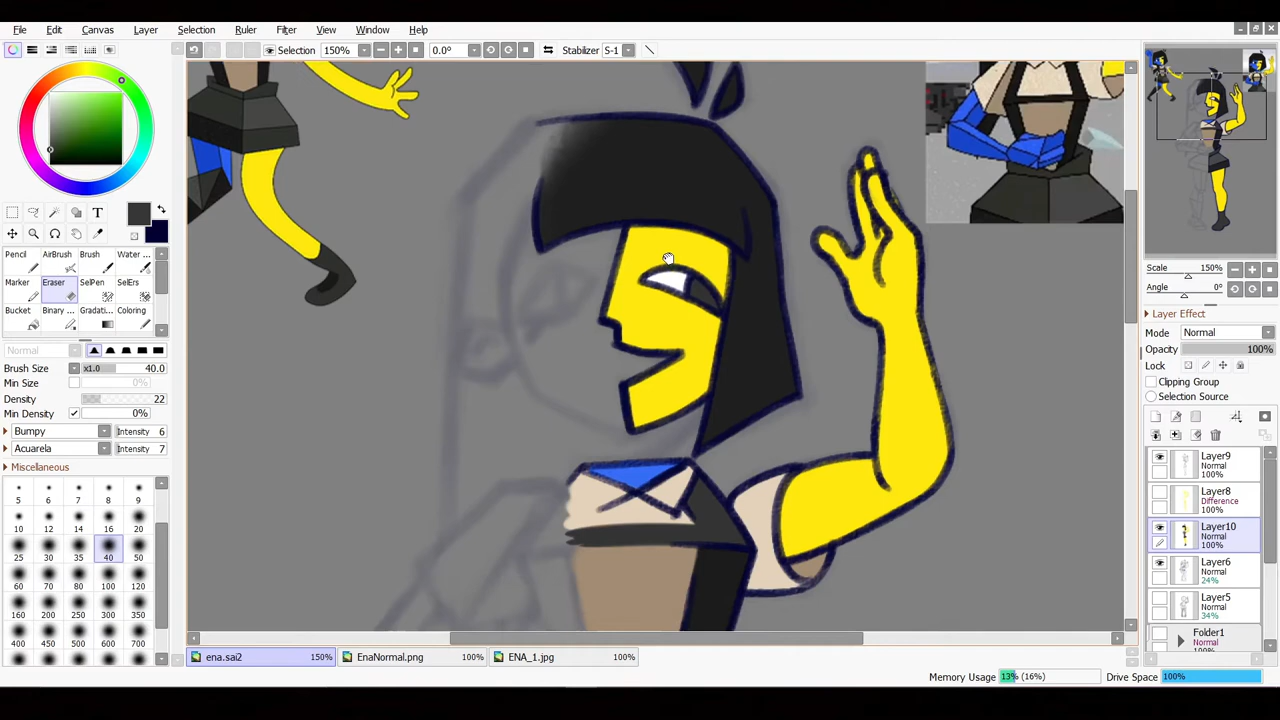 File Edit Canvas Layer Ruler Selection Filter View Window Help
Selection 150% 0.0° Stabilizer S-1
T
Pencil AirBrush Brush Water ...
Marker Eraser SelPen SelErs
Bucket Binary ... Gradati... Coloring
Normal
Brush Size x1.0 40.0
Min Size 0%
Density 22
Min Density 0%
Bumpy Intensity 6
Acuarela Intensity 7
Miscellaneous
5 6 7 8 9
10 12 14 16 20
25 30 35 40 50
60 70 80 100 120
160 200 250 300 350
400 450 500 600 700
Scale 150%
Angle 0°
Layer Effect
Mode Normal
Opacity 100%
Lock
Clipping Group
Selection Source
Layer9
Normal
100%
Layer8
Difference
100%
Layer10
Normal
100%
Layer6
Normal
24%
Layer5
Normal
34%
Folder1
Normal
100%
ena.sai2 150% EnaNormal.png 100% ENA_1.jpg 100%
Memory Usage 13% (16%) Drive Space 100%